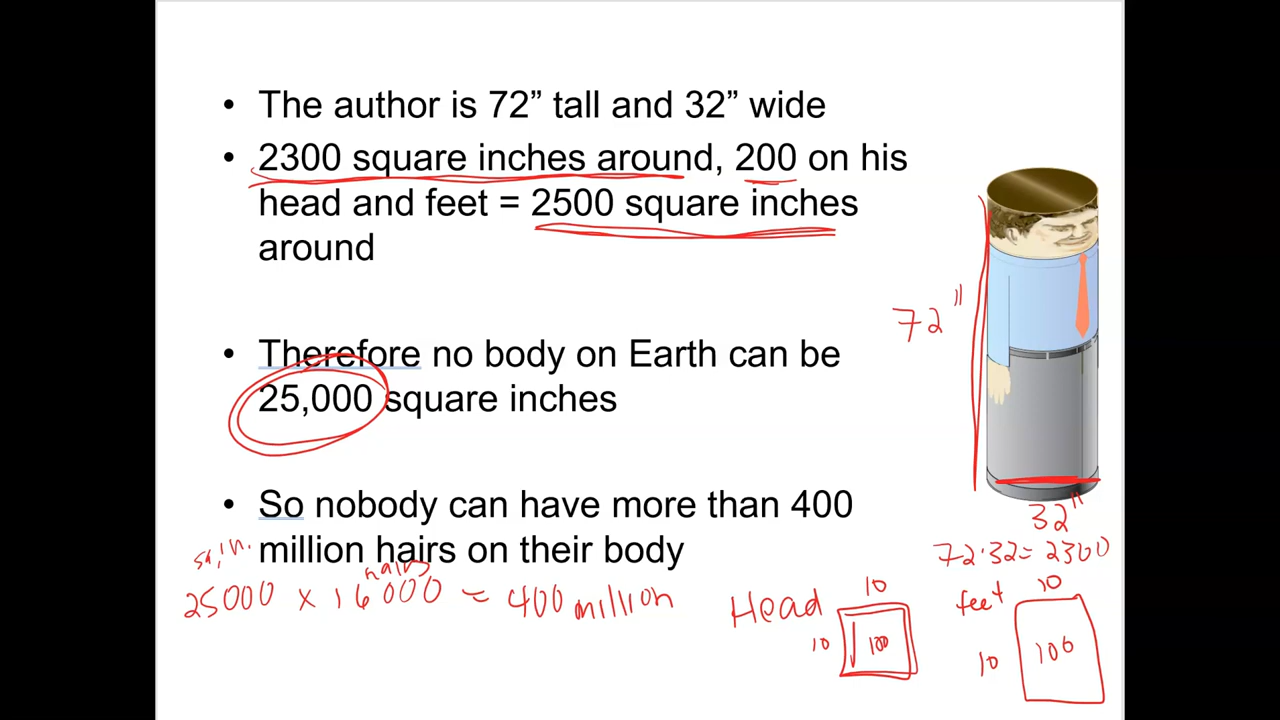 • The author is 72” tall and 32” wide
• 2300 square inches around, 200 on his
head and feet = 2500 square inches
around
• Therefore no body on Earth can be
25,000 square inches
• So nobody can have more than 400
million hairs on their body
sq, in.
hairs
25000 × 16000 = 400 million
72"
32"
72·32=2300
Head
10
10
100
feet
10
10
100